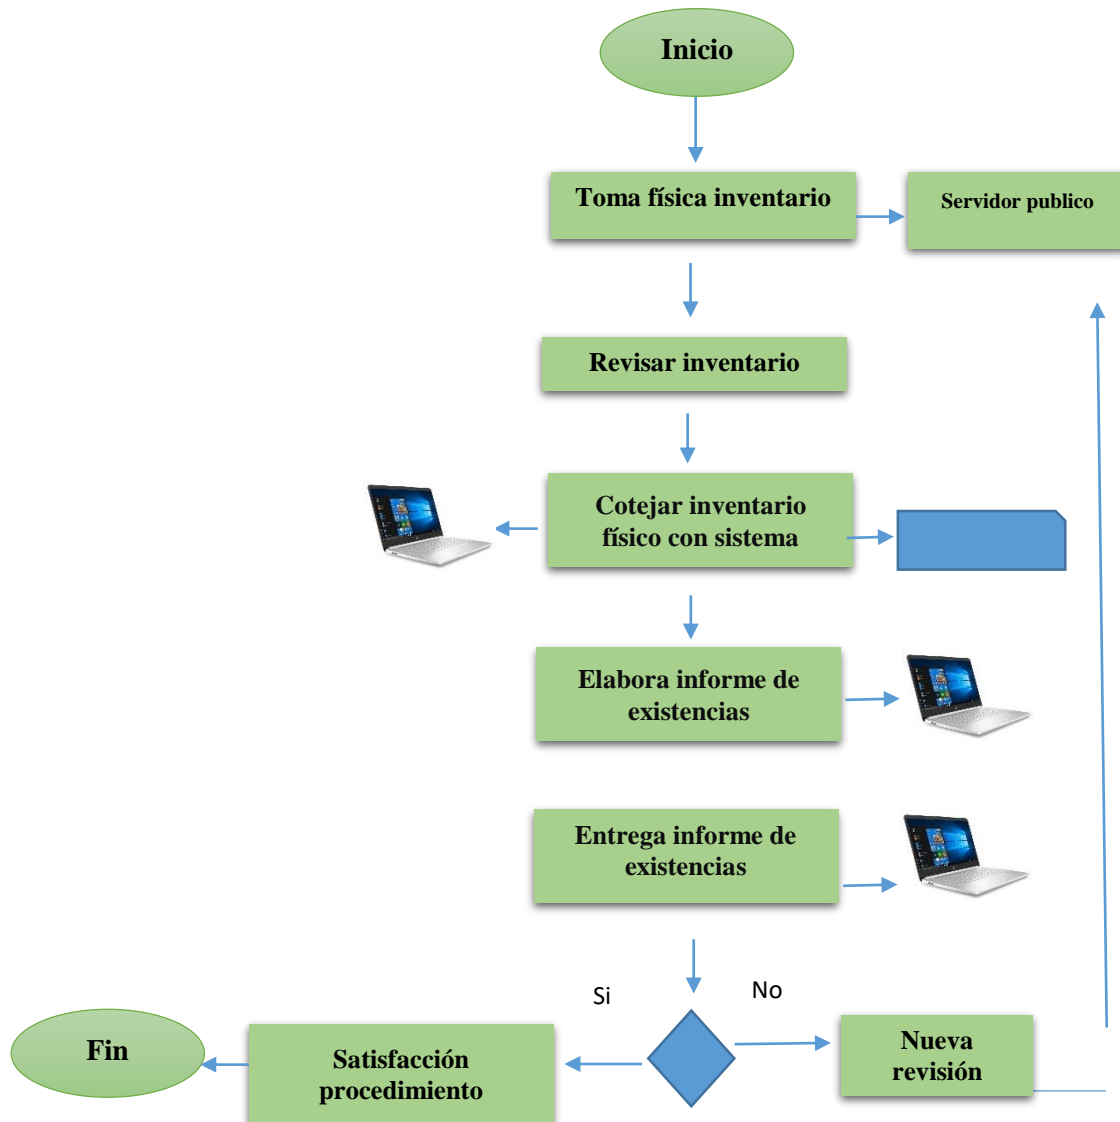 Inicio
Toma física inventario
Servidor publico
Revisar inventario
Cotejar inventario
físico con sistema
Elabora informe de
existencias
Entrega informe de
existencias
Si
No
Fin
Satisfacción
procedimiento
Nueva
revisión